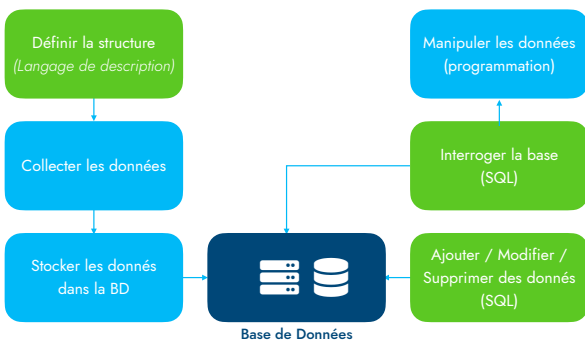 Définir la structure
(Langage de description)
Collecter les données
Stocker les donnés
dans la BD
Base de Données
Manipuler les données
(programmation)
Interroger la base
(SQL)
Ajouter / Modifier /
Supprimer des donnés
(SQL)